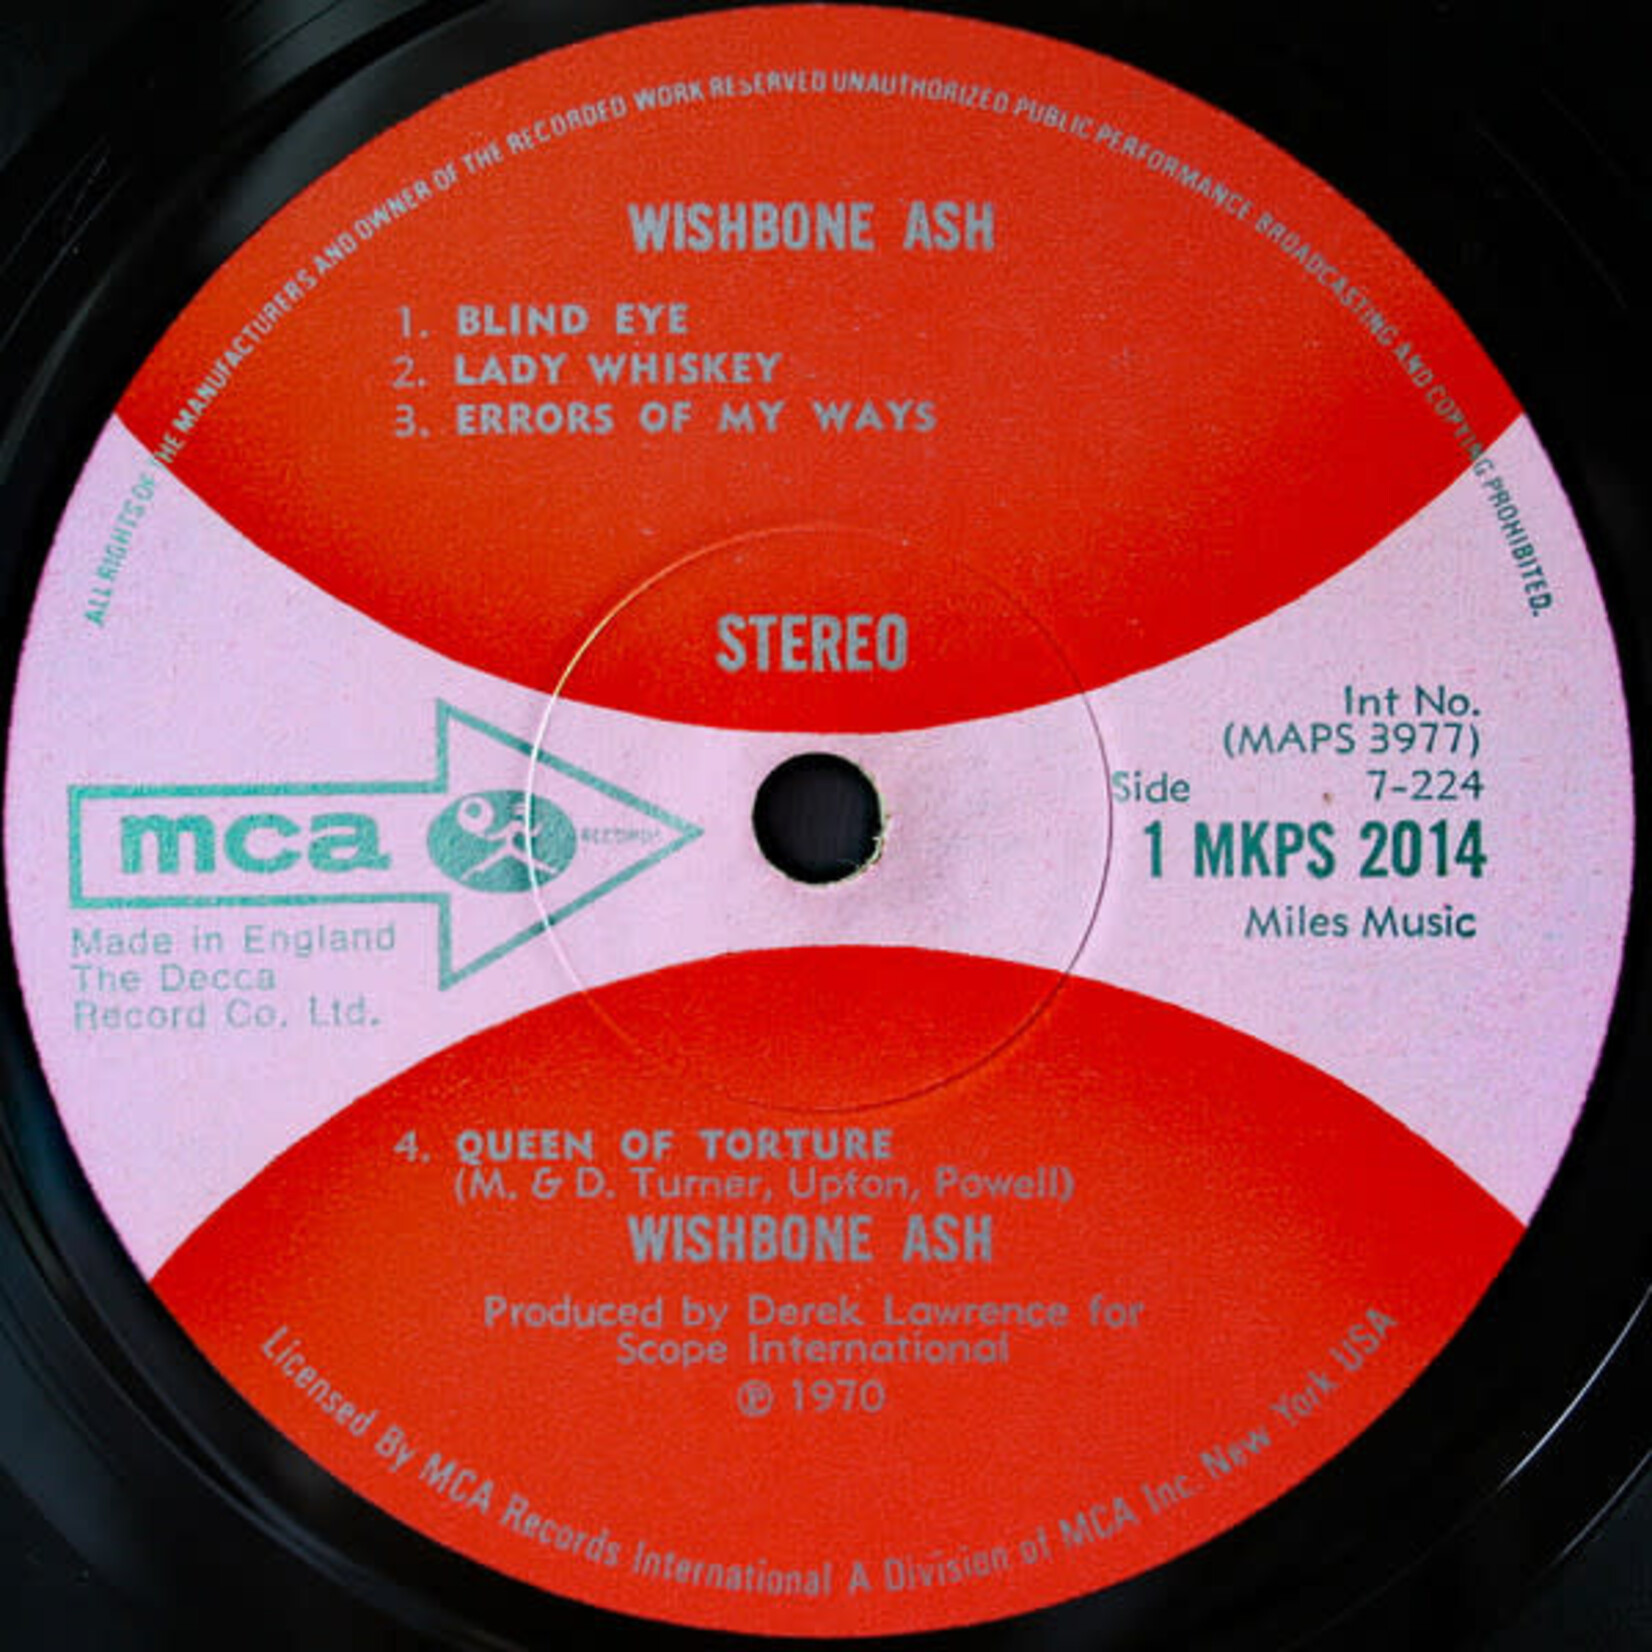 ALL RIGHTS OF THE MANUFACTURERS AND OWNER OF THE RECORDED WORK RESERVED UNAUTHORIZED PUBLIC PERFORMANCE BROADCASTING AND COPYING PROHIBITED.
WISHBONE ASH
1. BLIND EYE
2. LADY WHISKEY
3. ERRORS OF MY WAYS
STEREO
mca RECORDS
Made in England
The Decca
Record Co. Ltd.
Int No.
(MAPS 3977)
Side 7-224
1 MKPS 2014
Miles Music
4. QUEEN OF TORTURE
(M. & D. Turner, Upton, Powell)
WISHBONE ASH
Produced by Derek Lawrence for
Scope International
℗ 1970
Licensed By MCA Records International A Division of MCA Inc. New York USA